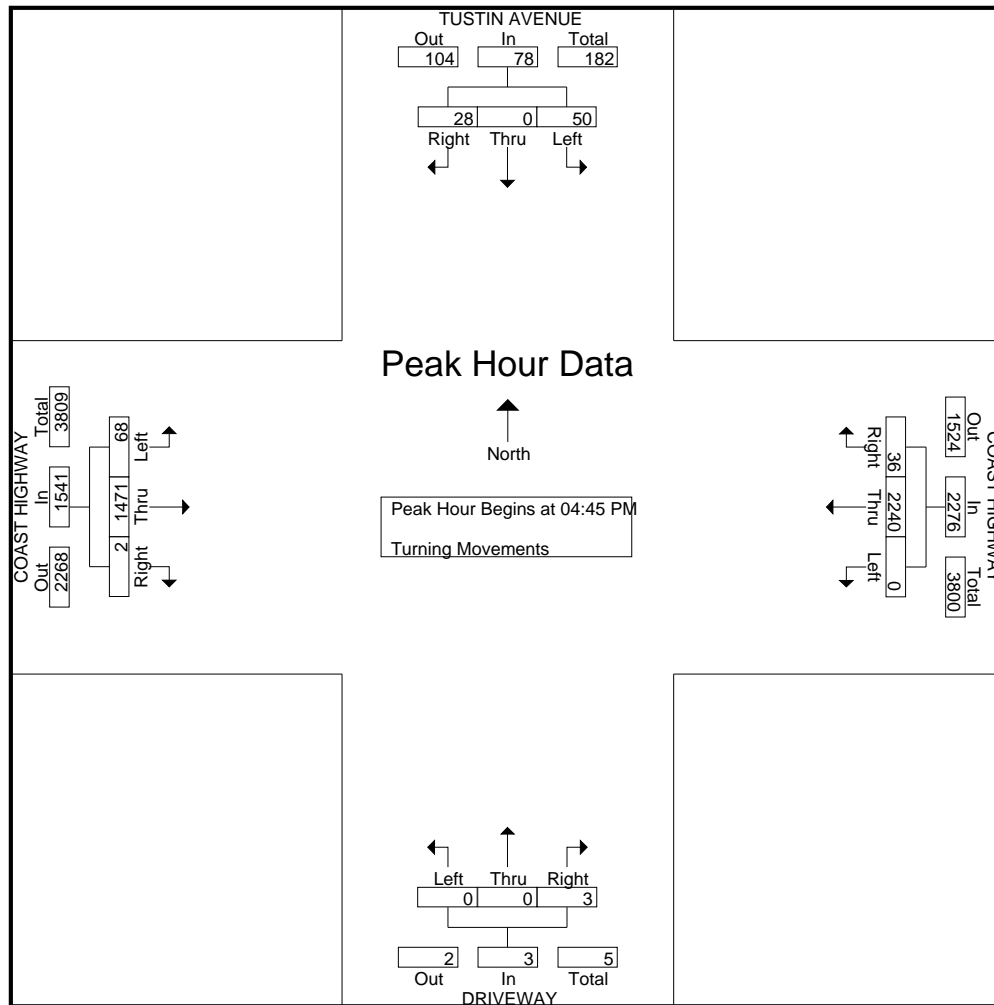 TUSTIN AVENUE
Out In Total
104 78 182
28 0 50
Right Thru Left
Peak Hour Data
North
Peak Hour Begins at 04:45 PM
Turning Movements
COAST HIGHWAY
Total In Out
3809 1541 2268
68 1471 2
Left Thru Right
COAST HIGHWAY
Out In Total
1524 2276 3800
36 2240 0
Right Thru Left
Left Thru Right
0 0 3
2 3 5
Out In Total
DRIVEWAY